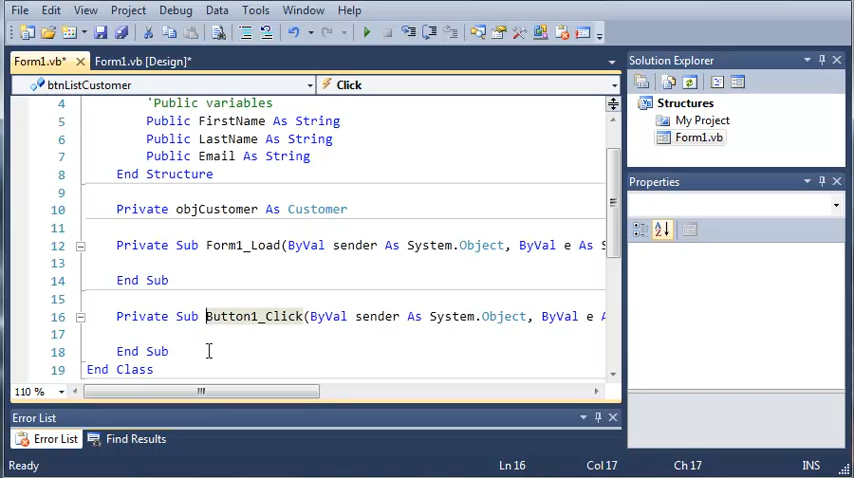 File Edit View Project Debug Data Tools Window Help
Form1.vb* Form1.vb [Design]*
btnListCustomer Click
4 'Public variables
5 Public FirstName As String
6 Public LastName As String
7 Public Email As String
8 End Structure
9
10 Private objCustomer As Customer
11
12 Private Sub Form1_Load(ByVal sender As System.Object, ByVal e As S
13
14 End Sub
15
16 Private Sub Button1_Click(ByVal sender As System.Object, ByVal e A
17
18 End Sub
19 End Class
110 %
Solution Explorer
Structures
My Project
Form1.vb
Properties
Error List
Error List Find Results
Ready Ln 16 Col 17 Ch 17 INS